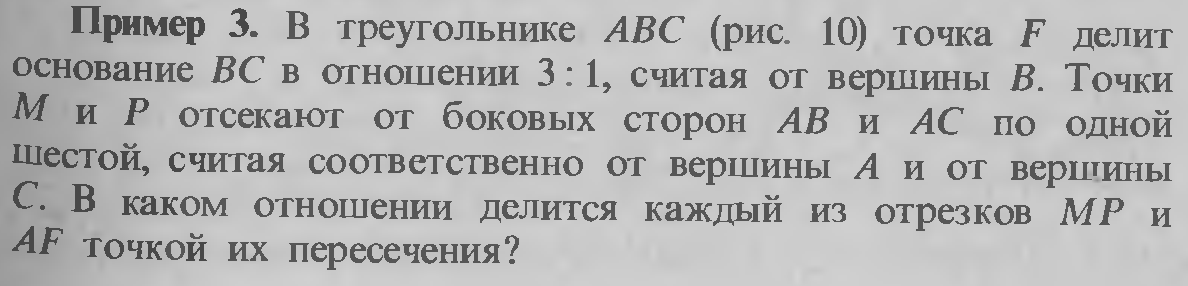 Пример 3. В треугольнике ABC (рис. 10) точка F делит
основание BC в отношении 3 : 1, считая от вершины B. Точки
M и P отсекают от боковых сторон AB и AC по одной
шестой, считая соответственно от вершины A и от вершины
C. В каком отношении делится каждый из отрезков MP и
AF точкой их пересечения?